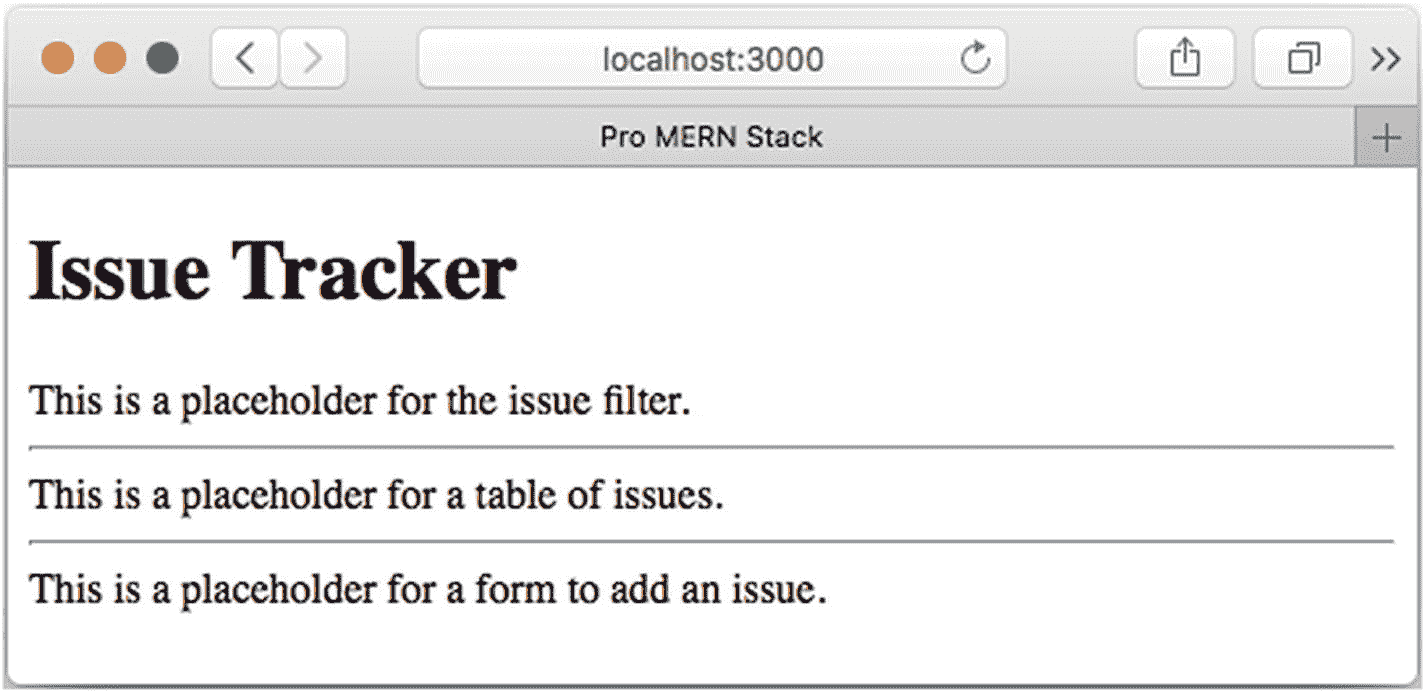 localhost:3000
Pro MERN Stack
Issue Tracker
This is a placeholder for the issue filter.
This is a placeholder for a table of issues.
This is a placeholder for a form to add an issue.